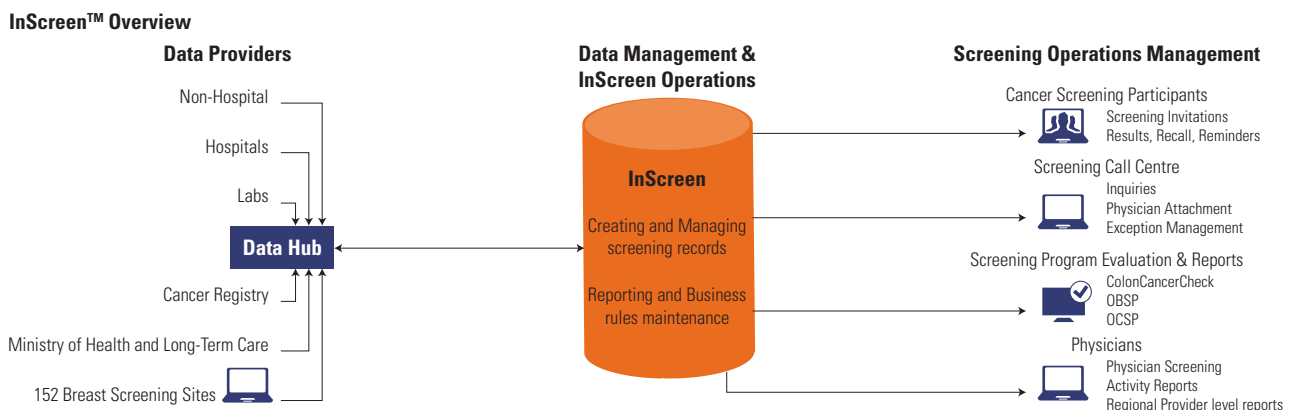 InScreen™ Overview
Data Providers
Non-Hospital
Hospitals
Labs
Data Hub
Cancer Registry
Ministry of Health and Long-Term Care
152 Breast Screening Sites
Data Management &
InScreen Operations
InScreen
Creating and Managing
screening records
Reporting and Business
rules maintenance
Screening Operations Management
Cancer Screening Participants
Screening Invitations
Results, Recall, Reminders
Screening Call Centre
Inquiries
Physician Attachment
Exception Management
Screening Program Evaluation & Reports
ColonCancerCheck
OBSP
OCSP
Physicians
Physician Screening
Activity Reports
Regional Provider level reports